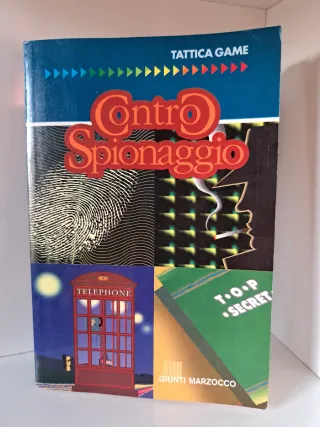 TATTICA GAME
Contro
Spionaggio
TELEPHONE
T•O•P
•SECRET•
GIUNTI MARZOCCO